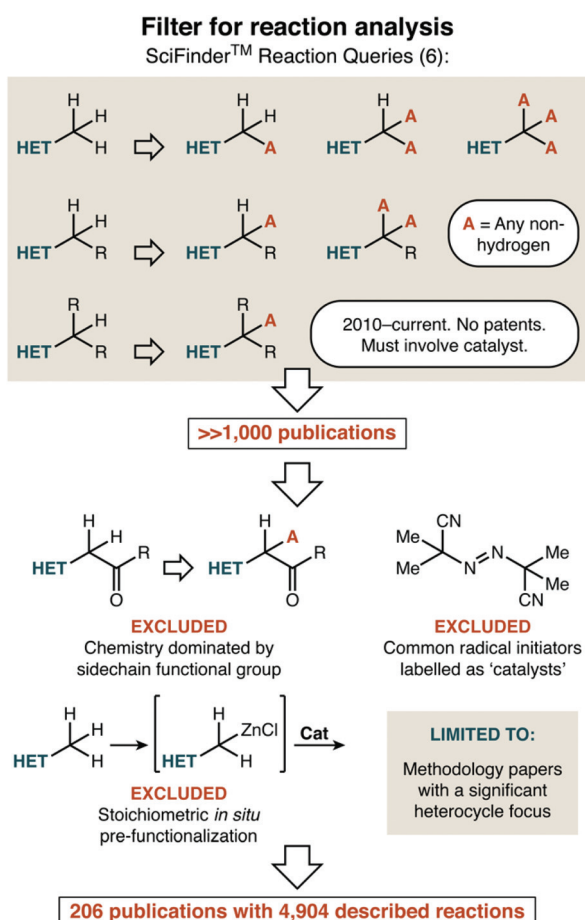 Filter for reaction analysis
SciFinder™ Reaction Queries (6):
H
H
HET
H
H
H
HET
A
H
A
HET
A
A
A
HET
A
H
H
HET
R
H
A
HET
R
A
A
HET
R
A = Any non-
hydrogen
R
H
HET
R
R
A
HET
R
2010–current. No patents.
Must involve catalyst.
>>1,000 publications
H
H
R
HET
O
H
A
R
HET
O
EXCLUDED
Chemistry dominated by
sidechain functional group
CN
Me
Me
N
N
Me
Me
CN
EXCLUDED
Common radical initiators
labelled as ‘catalysts’
H
H
HET
H
H
ZnCl
HET
H
Cat
EXCLUDED
Stoichiometric in situ
pre-functionalization
LIMITED TO:
Methodology papers
with a significant
heterocycle focus
206 publications with 4,904 described reactions